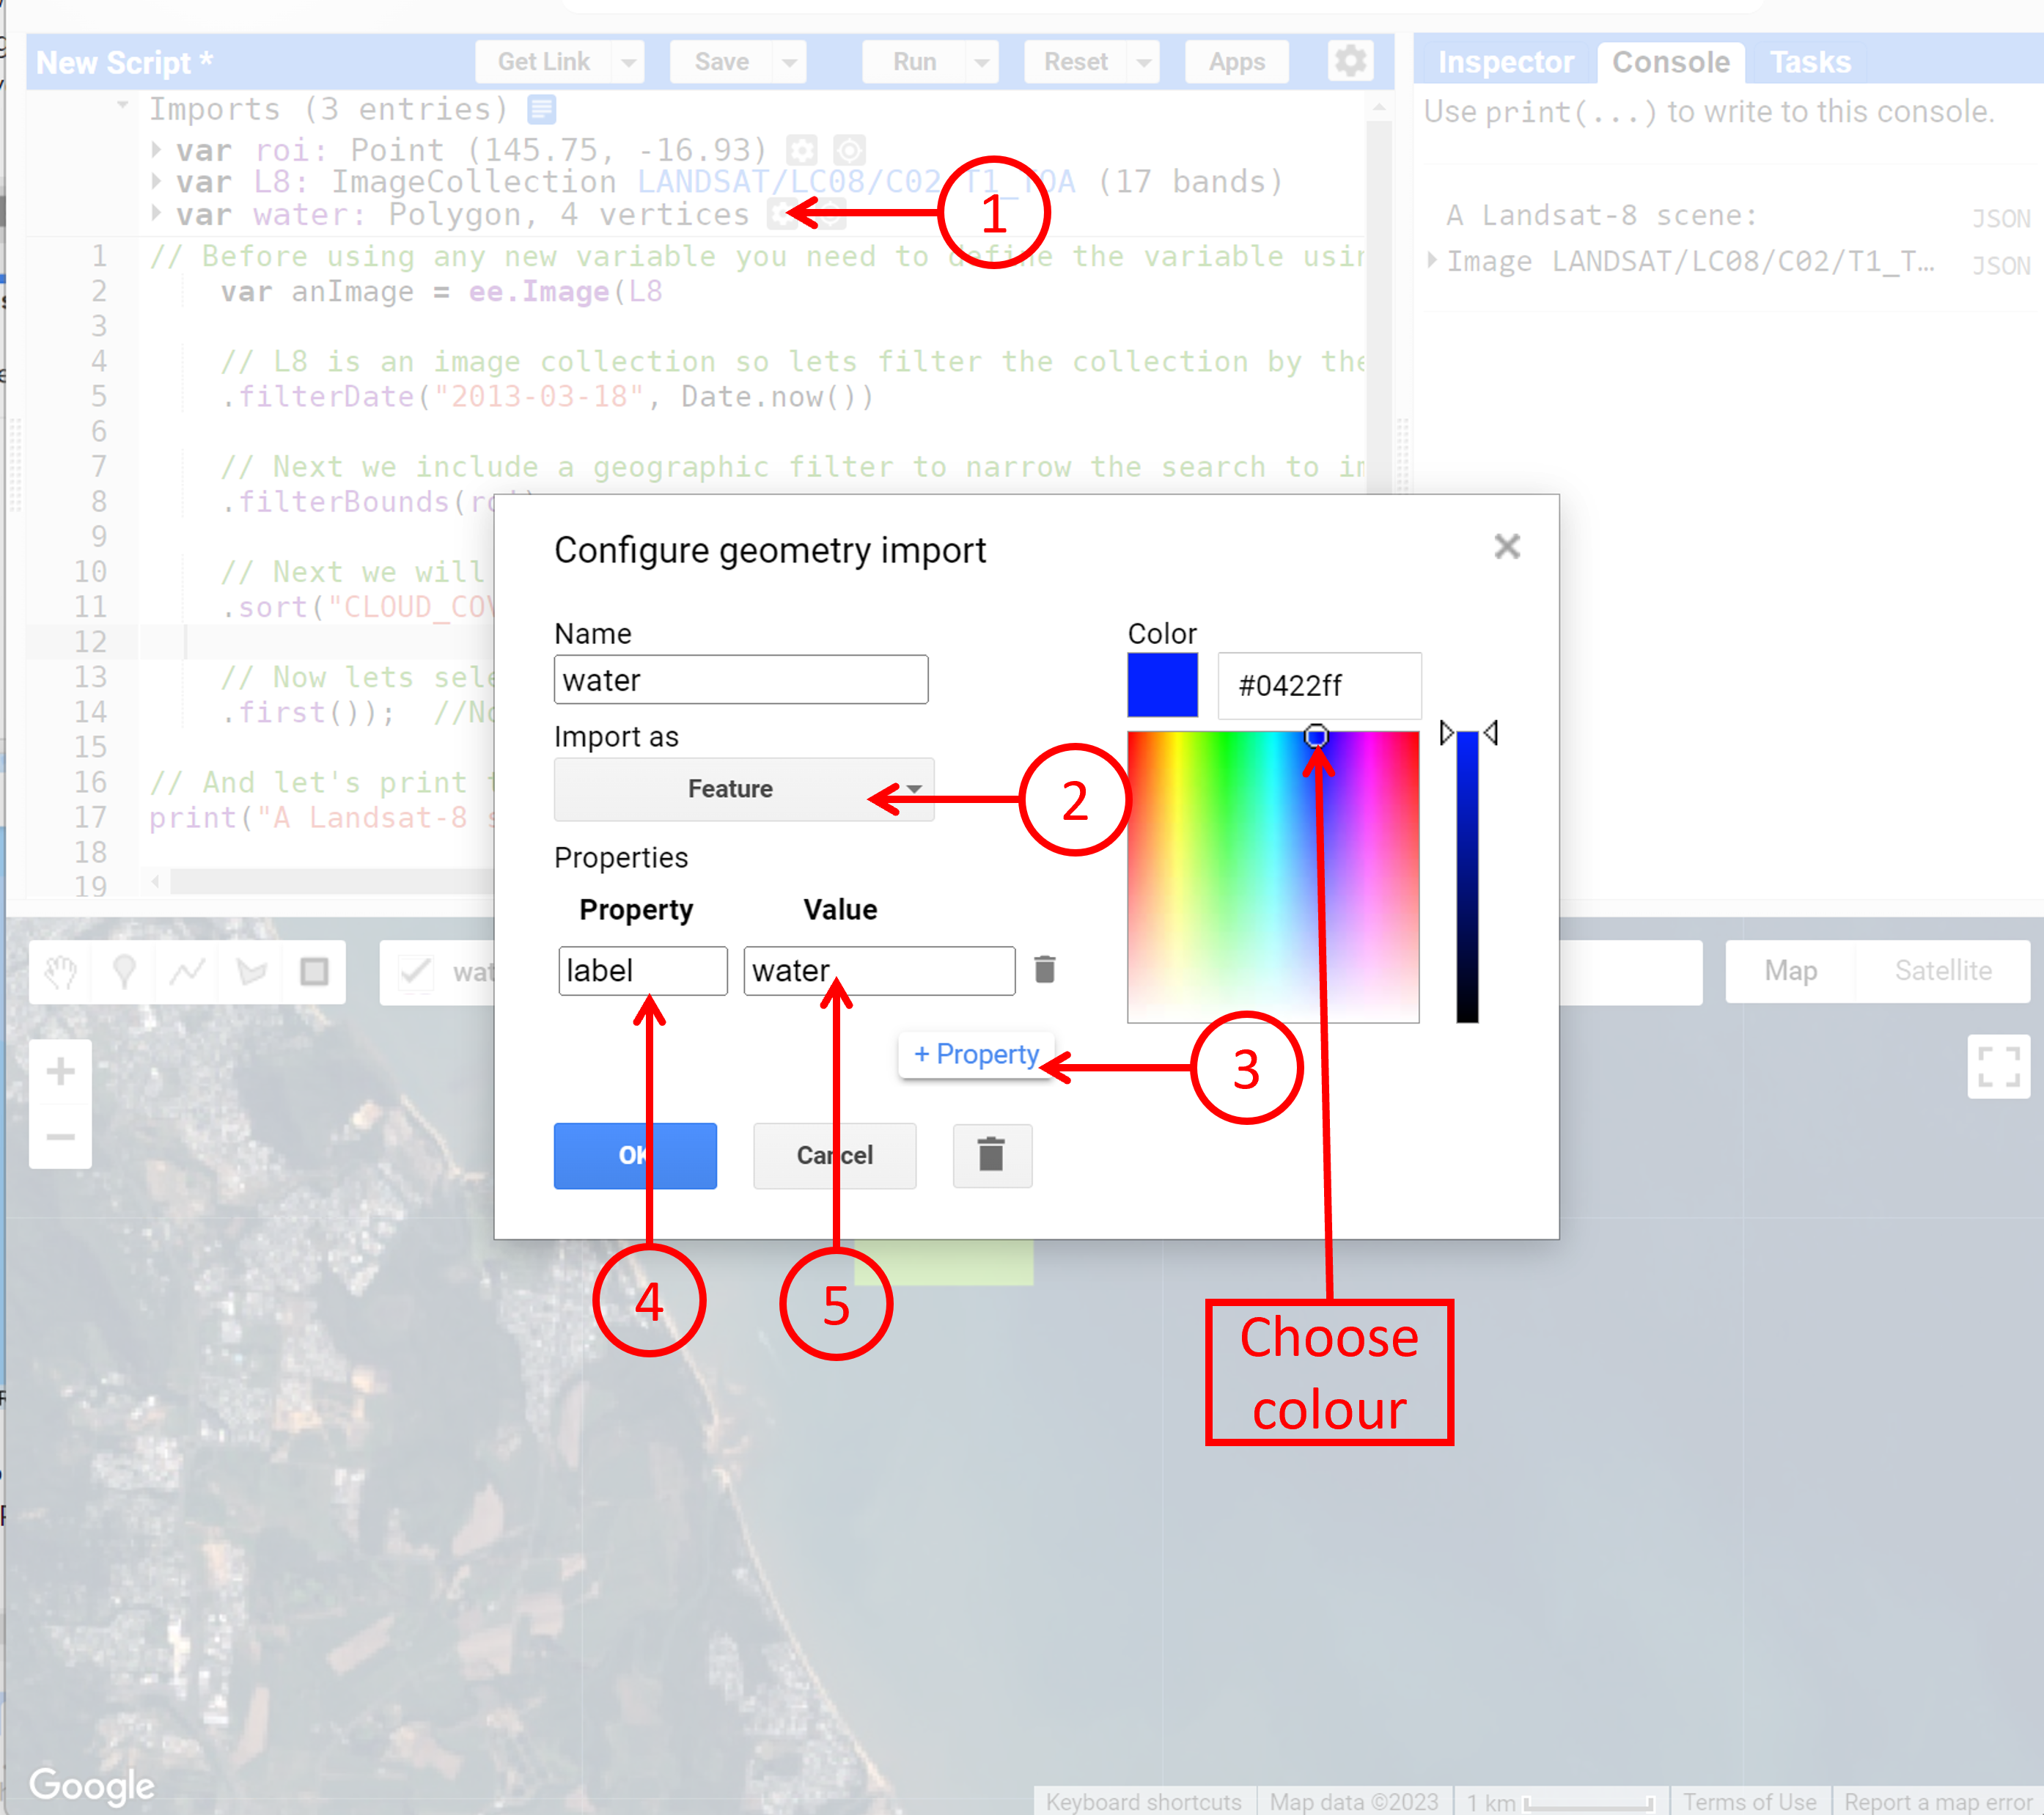 New Script *
Get Link
Save
Run
Reset
Apps
Inspector
Console
Tasks
Imports (3 entries)
Use print(...) to write to this console.
var roi: Point (145.75, -16.93)
var L8: ImageCollection LANDSAT/LC08/C02/T1_TOA (17 bands)
var water: Polygon, 4 vertices
1
A Landsat-8 scene:
JSON
Image LANDSAT/LC08/C02/T1_T...
JSON
1 // Before using any new variable you need to define the variable usin
2 var anImage = ee.Image(L8
3
4 // L8 is an image collection so lets filter the collection by the
5 .filterDate("2013-03-18", Date.now())
6
7 // Next we include a geographic filter to narrow the search to im
8 .filterBounds(roi)
9
10 // Next we will
11 .sort("CLOUD_COV
12
13 // Now lets sele
14 .first()); //No
15
16 // And let's print t
17 print("A Landsat-8 s
18
19
Configure geometry import
Name
water
Color
#0422ff
Import as
Feature
2
Properties
Property
Value
label
water
+ Property
3
OK
Cancel
4
5
Choose
colour
wat
Map
Satellite
+
−
Google
Keyboard shortcuts
Map data ©2023
1 km
Terms of Use
Report a map error